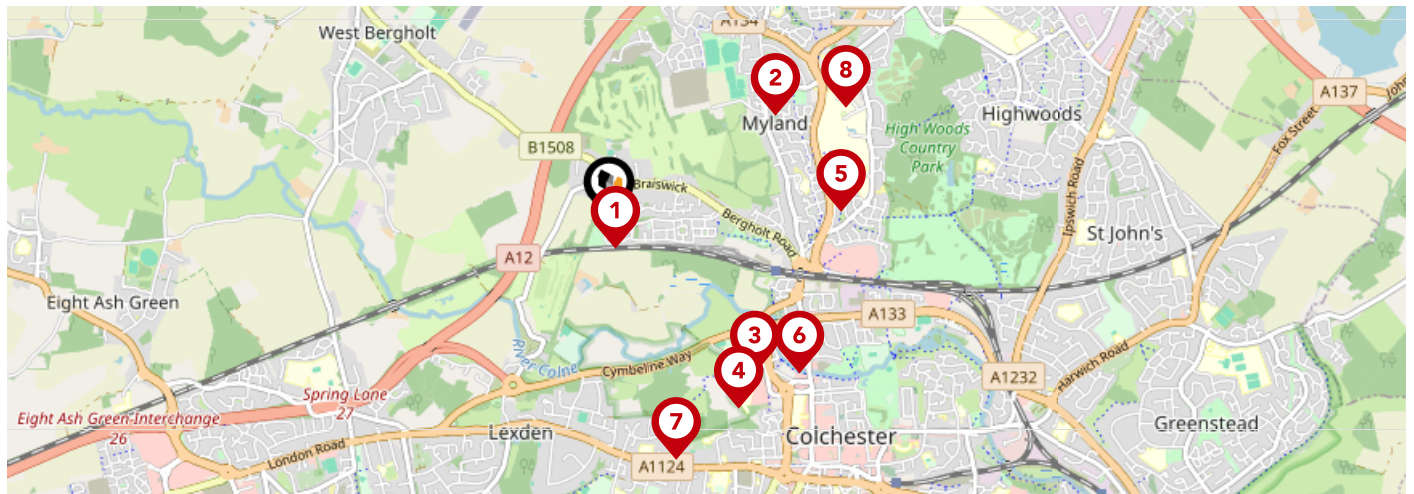 West Bergholt
A134
A137
2
8
Myland
Highwoods
High Woods
Country
Park
Fox Street
B1508
5
Braiswick
Ipswich Road
1
Bergholt Road
St John's
A12
Eight Ash Green
A133
3
6
River Colne
Cymbeline Way
4
Harwich Road
A1232
Spring Lane
27
Eight Ash Green Interchange
26
7
Lexden
Colchester
Greenstead
London Road
A1124